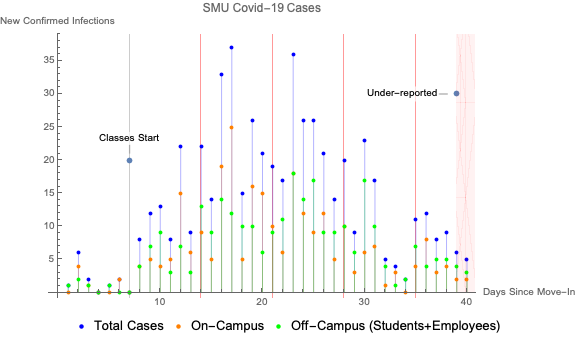 SMU Covid-19 Cases
New Confirmed Infections
35
30
Under-reported
25
Classes Start
20
15
10
5
10
20
30
40
Days Since Move-In
Total Cases
On-Campus
Off-Campus (Students+Employees)